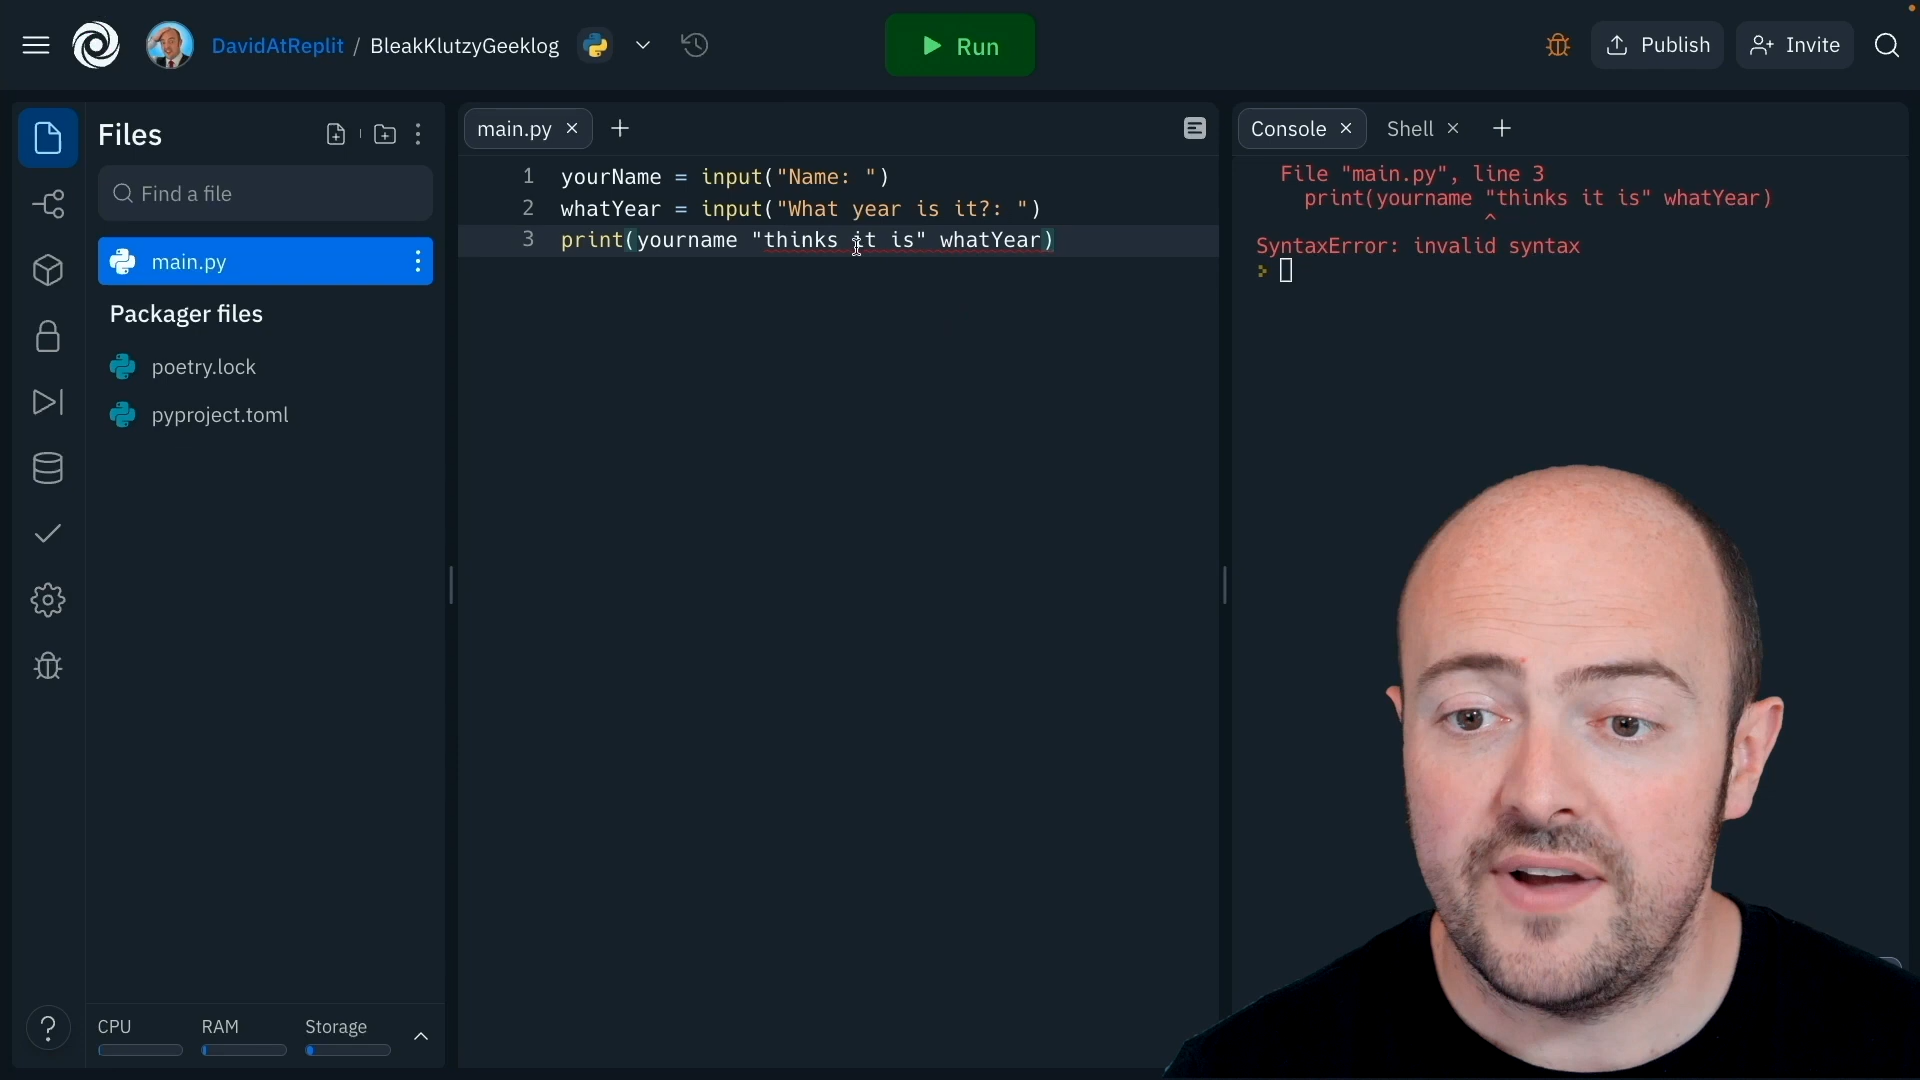 DavidAtReplit / BleakKlutzyGeeklog
Run
Publish
Invite
Files
Find a file
main.py
Packager files
poetry.lock
pyproject.toml
CPU RAM Storage
?
main.py
1 yourName = input("Name: ")
2 whatYear = input("What year is it?: ")
3 print(yourname "thinks it is" whatYear)
Console Shell
File "main.py", line 3
print(yourname "thinks it is" whatYear)
^
SyntaxError: invalid syntax